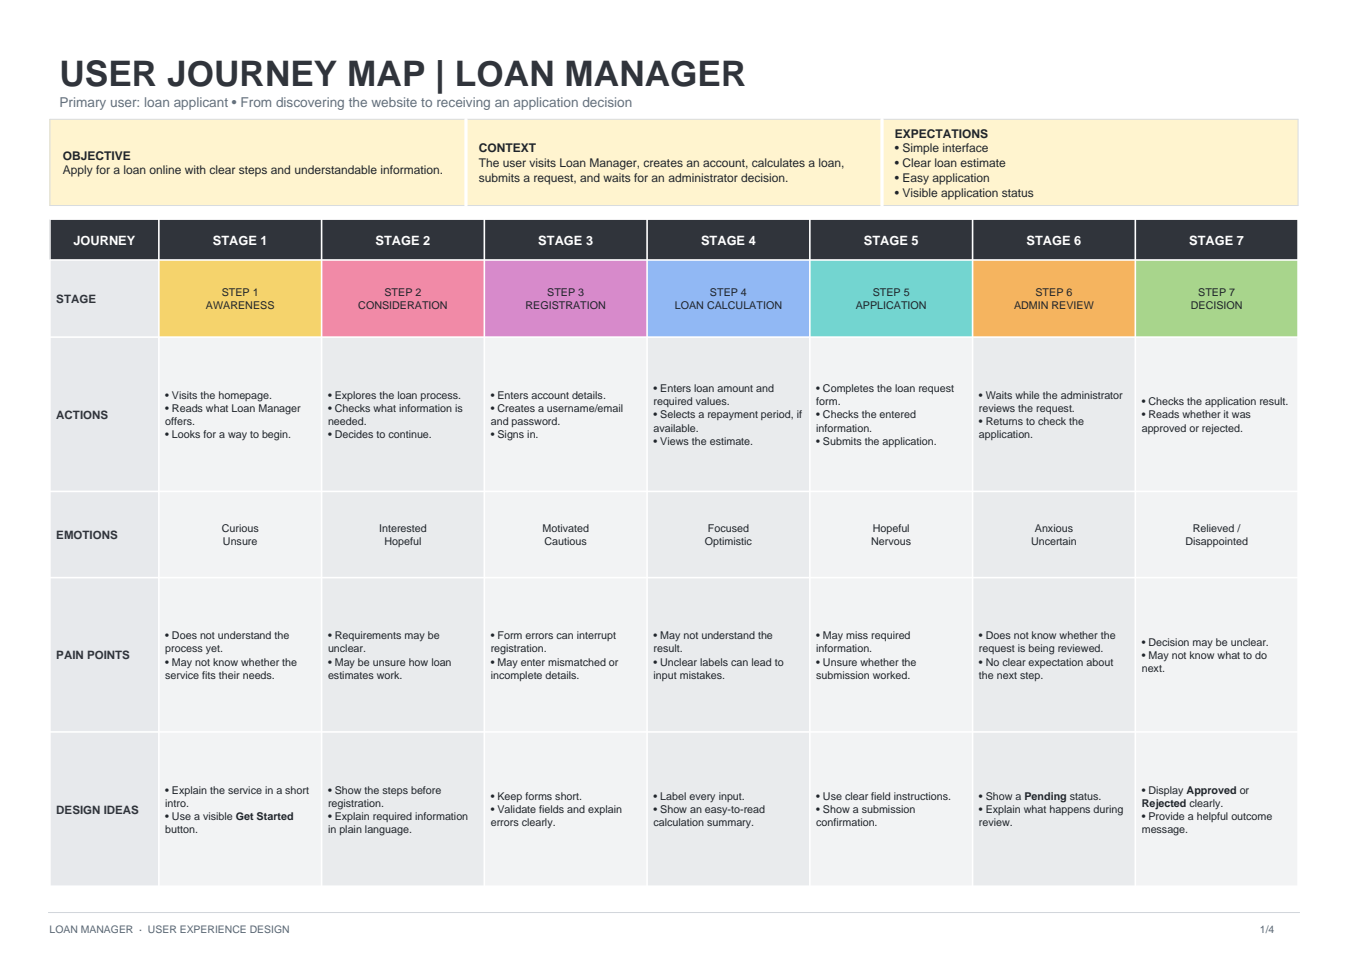 USER JOURNEY MAP | LOAN MANAGER
Primary user: loan applicant • From discovering the website to receiving an application decision
OBJECTIVE
Apply for a loan online with clear steps and understandable information.
CONTEXT
The user visits Loan Manager, creates an account, calculates a loan,
submits a request, and waits for an administrator decision.
EXPECTATIONS
• Simple interface
• Clear loan estimate
• Easy application
• Visible application status
JOURNEY
STAGE 1
STAGE 2
STAGE 3
STAGE 4
STAGE 5
STAGE 6
STAGE 7
STAGE
STEP 1
AWARENESS
STEP 2
CONSIDERATION
STEP 3
REGISTRATION
STEP 4
LOAN CALCULATION
STEP 5
APPLICATION
STEP 6
ADMIN REVIEW
STEP 7
DECISION
ACTIONS
• Visits the homepage.
• Reads what Loan Manager
offers.
• Looks for a way to begin.
• Explores the loan process.
• Checks what information is
needed.
• Decides to continue.
• Enters account details.
• Creates a username/email
and password.
• Signs in.
• Enters loan amount and
required values.
• Selects a repayment period, if
available.
• Views the estimate.
• Completes the loan request
form.
• Checks the entered
information.
• Submits the application.
• Waits while the administrator
reviews the request.
• Returns to check the
application.
• Checks the application result.
• Reads whether it was
approved or rejected.
EMOTIONS
Curious
Unsure
Interested
Hopeful
Motivated
Cautious
Focused
Optimistic
Hopeful
Nervous
Anxious
Uncertain
Relieved /
Disappointed
PAIN POINTS
• Does not understand the
process yet.
• May not know whether the
service fits their needs.
• Requirements may be
unclear.
• May be unsure how loan
estimates work.
• Form errors can interrupt
registration.
• May enter mismatched or
incomplete details.
• May not understand the
result.
• Unclear labels can lead to
input mistakes.
• May miss required
information.
• Unsure whether the
submission worked.
• Does not know whether the
request is being reviewed.
• No clear expectation about
the next step.
• Decision may be unclear.
• May not know what to do
next.
DESIGN IDEAS
• Explain the service in a short
intro.
• Use a visible Get Started
button.
• Show the steps before
registration.
• Explain required information
in plain language.
• Keep forms short.
• Validate fields and explain
errors clearly.
• Label every input.
• Show an easy-to-read
calculation summary.
• Use clear field instructions.
• Show a submission
confirmation.
• Show a Pending status.
• Explain what happens during
review.
• Display Approved or
Rejected clearly.
• Provide a helpful outcome
message.
LOAN MANAGER - USER EXPERIENCE DESIGN
1/4